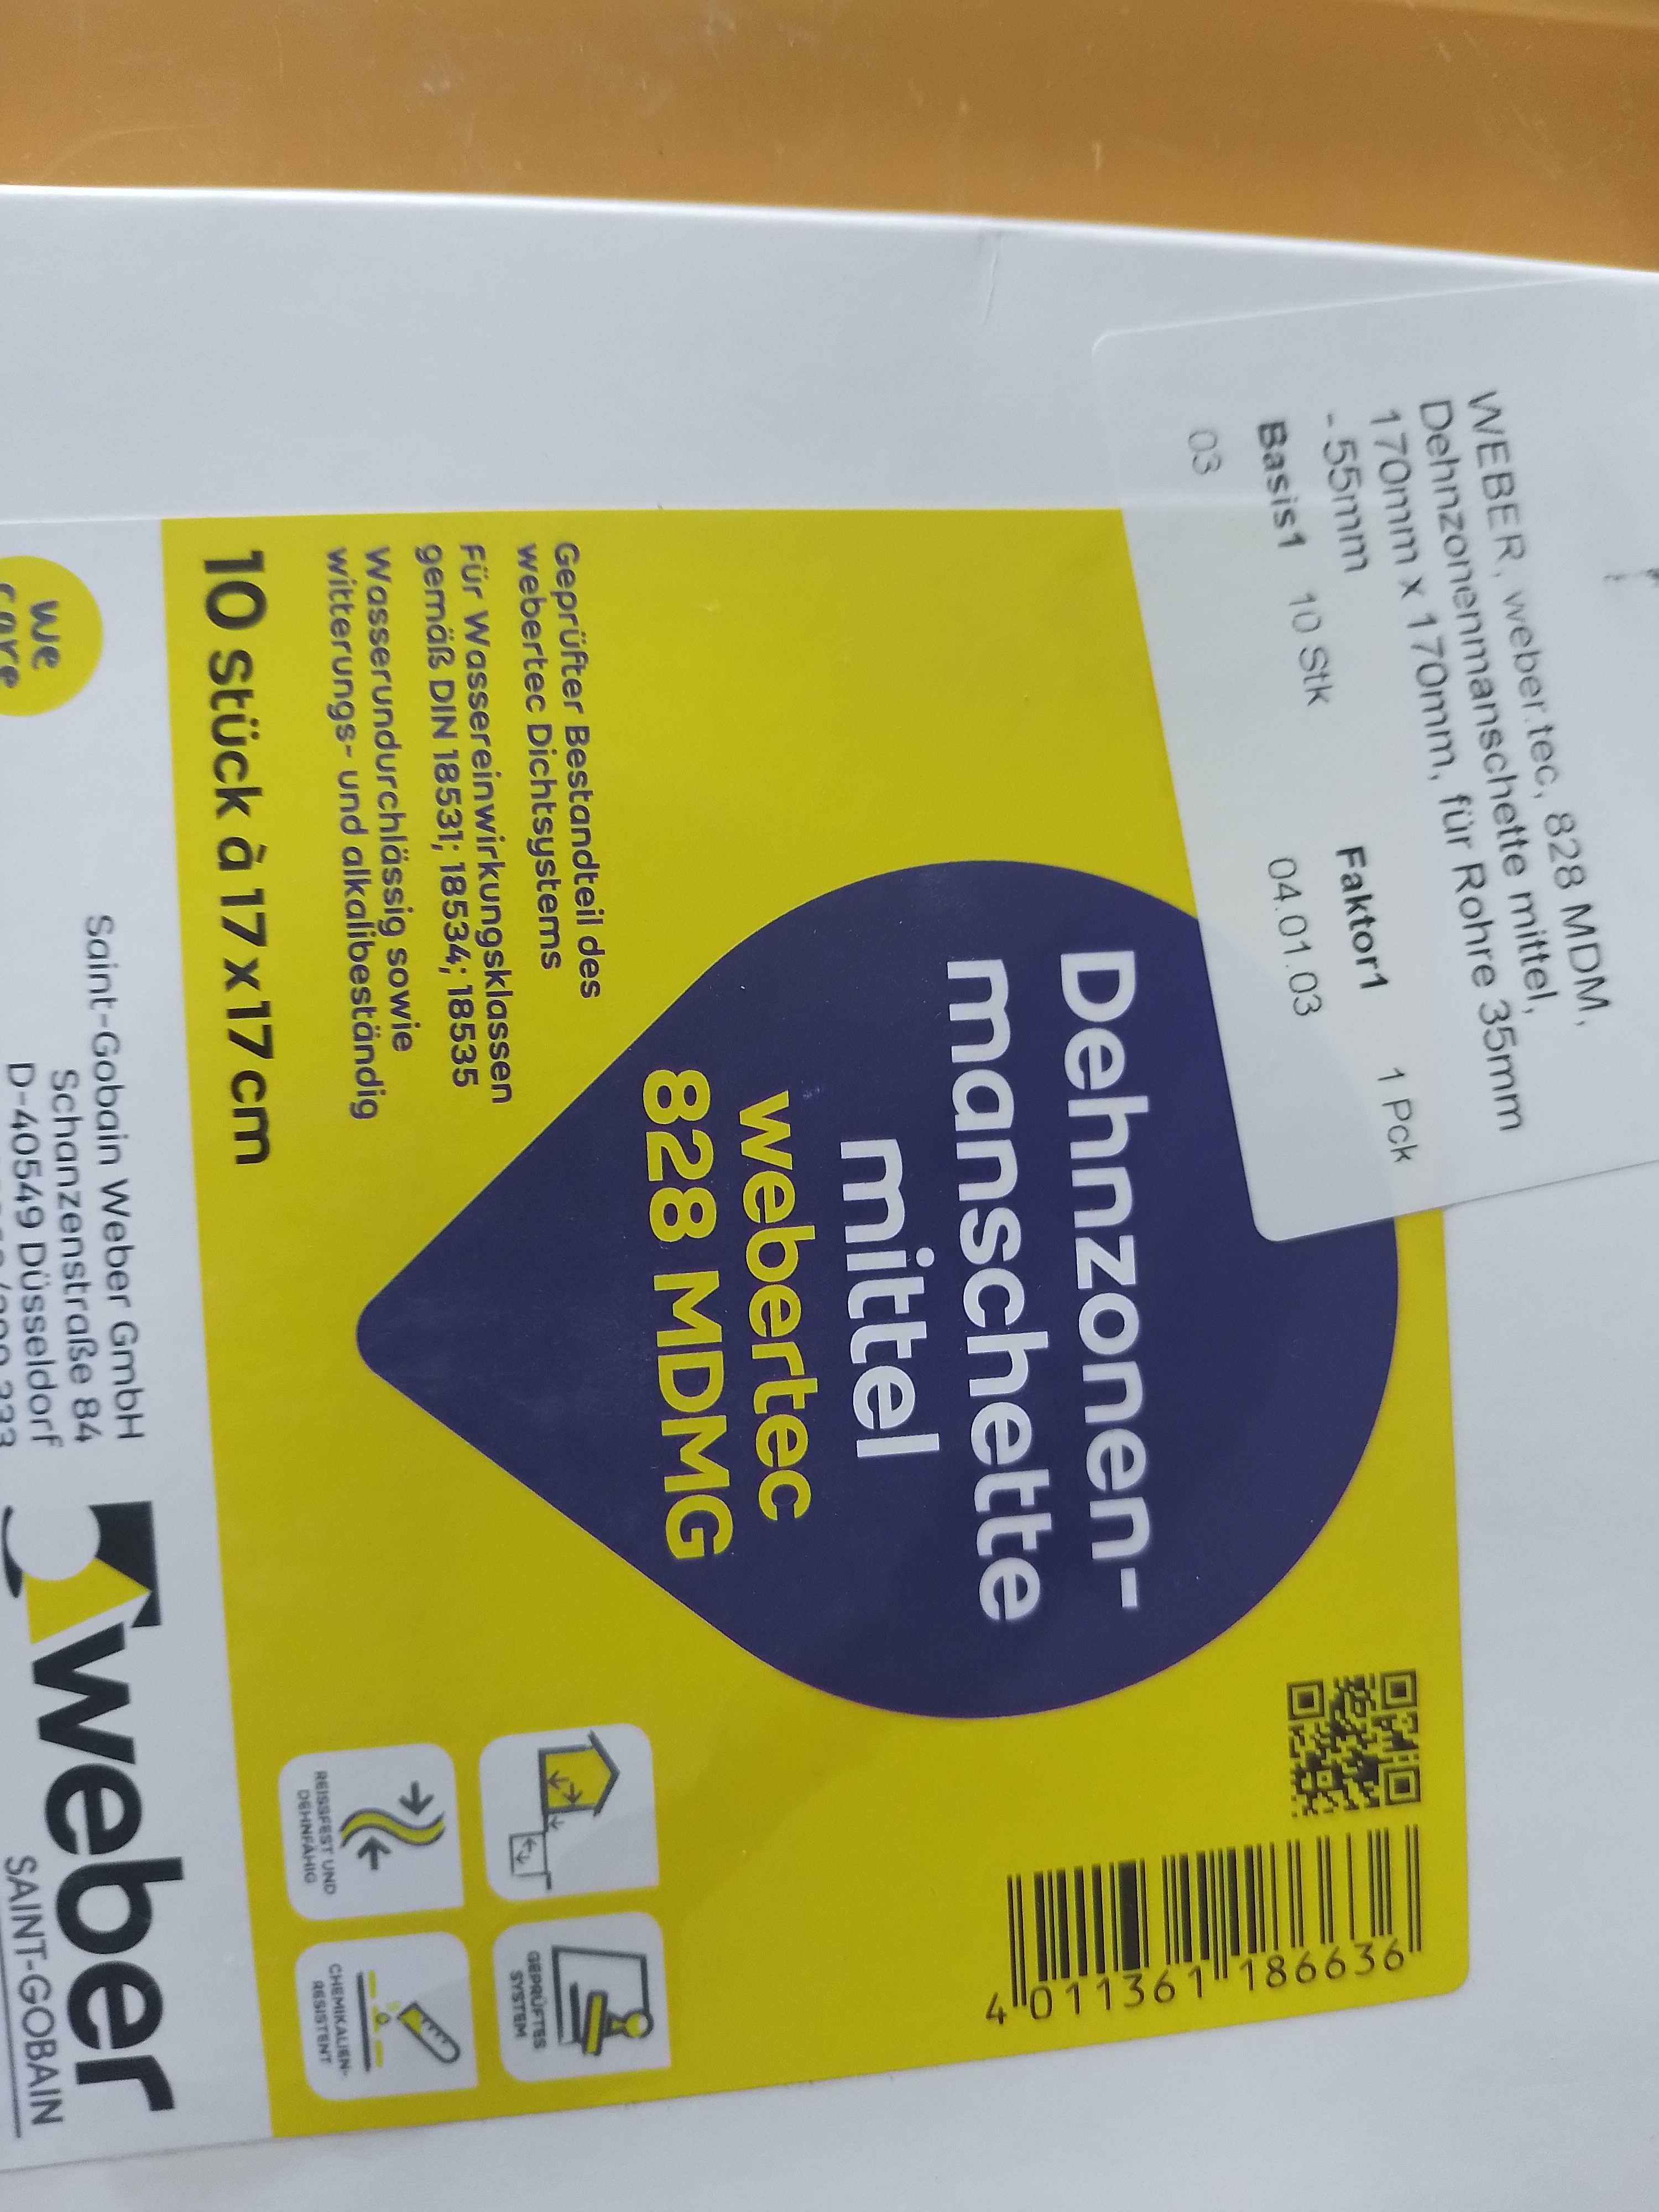 WEBER, weber.tec, 828 MDM,
Dehnzonenmanschette mittel,
170mm x 170mm, für Rohre 35mm
- 55mm
Basis1 10 Stk Faktor1 1 Pck
03 04.01.03
Dehnzonen-
manschette
mittel
webertec
828 MDMG
4 011361 186636
Geprüfter Bestandteil des
webertec Dichtsystems
Für Wassereinwirkungsklassen
gemäß DIN 18531; 18534; 18535
Wasserundurchlässig sowie
witterungs- und alkalibeständig
10 Stück à 17 x 17 cm
GEPRÜFTES
SYSTEM
REISSFEST UND
DEHNFÄHIG
CHEMIKALIEN-
RESISTENT
we
care
Saint-Gobain Weber GmbH
Schanzenstraße 84
D-40549 Düsseldorf
weber
SAINT-GOBAIN